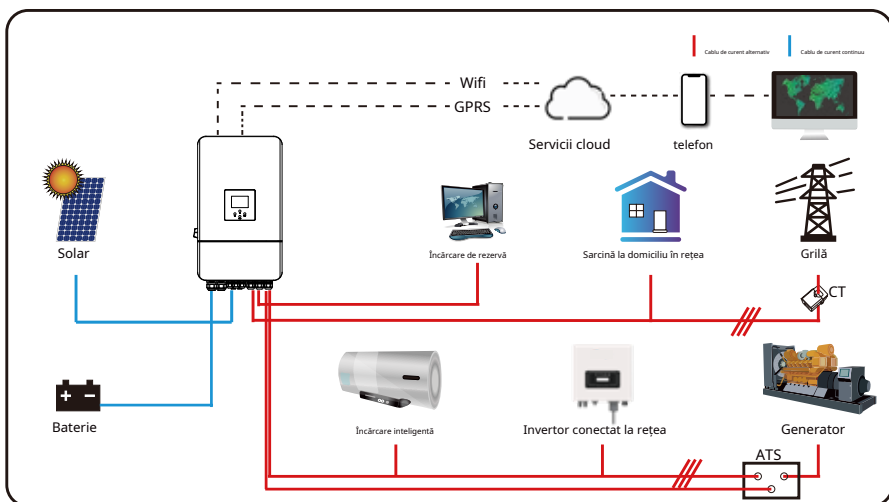 Cablu de curent alternativ
Cablu de curent continuu
Wifi
GPRS
Servicii cloud
telefon
Solar
Încărcare de rezervă
Sarcină la domiciliu în rețea
Grilă
CT
Baterie
Încărcare inteligentă
Invertor conectat la rețea
Generator
ATS